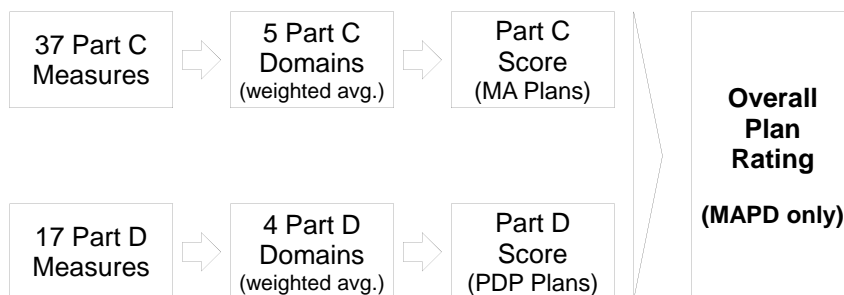 37 Part C
Measures
5 Part C
Domains
(weighted avg.)
Part C
Score
(MA Plans)
Overall
Plan
Rating
(MAPD only)
17 Part D
Measures
4 Part D
Domains
(weighted avg.)
Part D
Score
(PDP Plans)